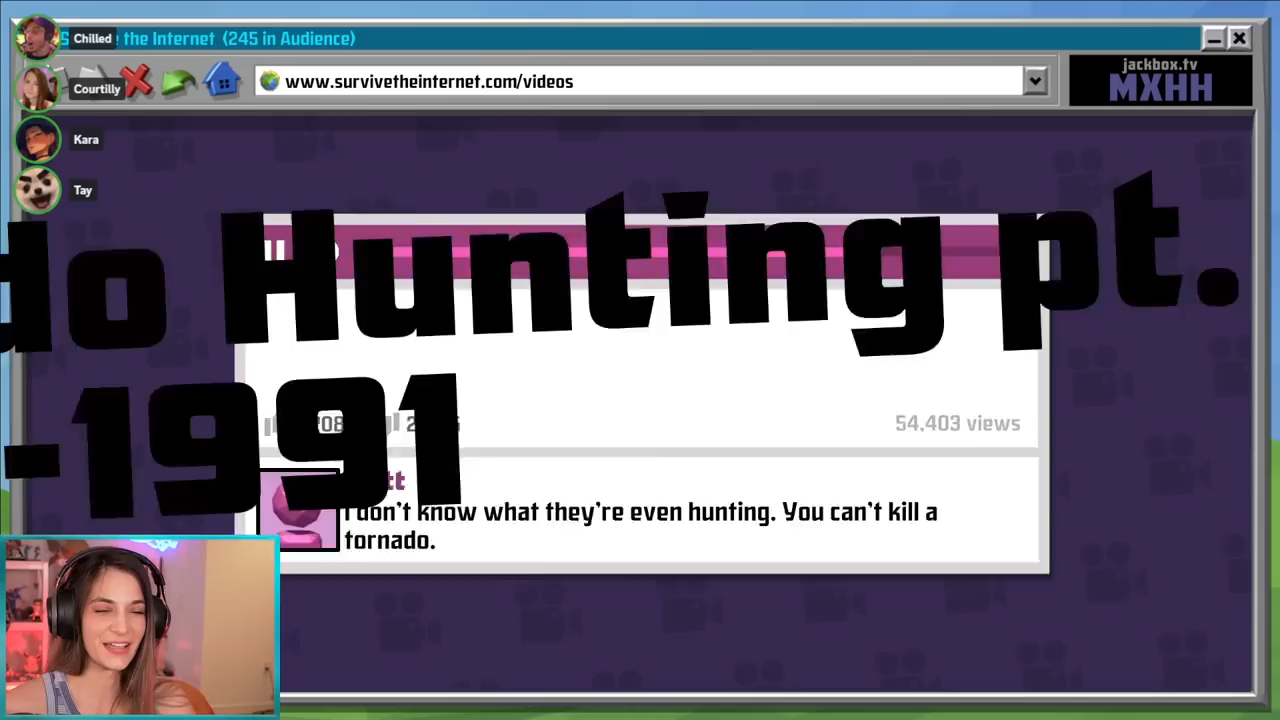 the Internet (245 in Audience)
Chilled
Courtilly
Kara
Tay
www.survivetheinternet.com/videos
jackbox.tv
MXHH
do Hunting pt.
-1991
54,403 views
I don't know what they're even hunting. You can't kill a
tornado.